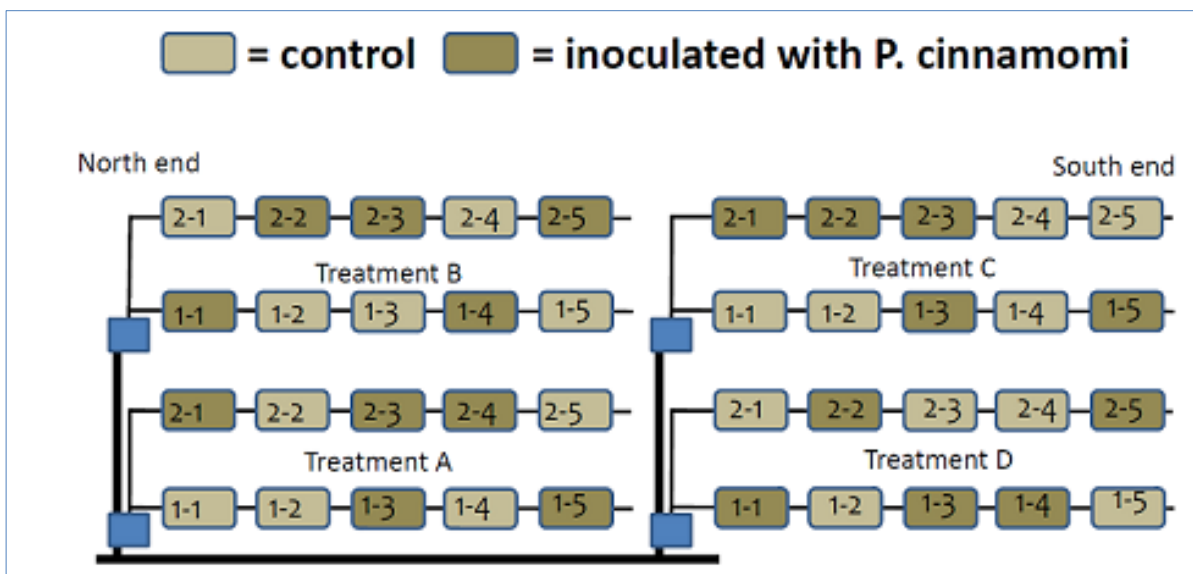 = control = inoculated with P. cinnamomi
North end South end
2-1 2-2 2-3 2-4 2-5 2-1 2-2 2-3 2-4 2-5
Treatment B Treatment C
1-1 1-2 1-3 1-4 1-5 1-1 1-2 1-3 1-4 1-5
2-1 2-2 2-3 2-4 2-5 2-1 2-2 2-3 2-4 2-5
Treatment A Treatment D
1-1 1-2 1-3 1-4 1-5 1-1 1-2 1-3 1-4 1-5